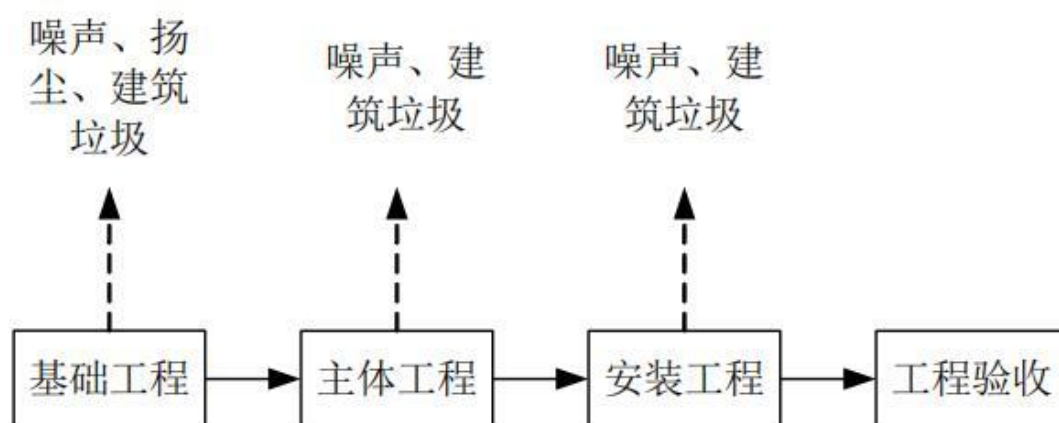 噪声、扬
尘、建筑
垃圾
噪声、建
筑垃圾
噪声、建
筑垃圾
基础工程
主体工程
安装工程
工程验收